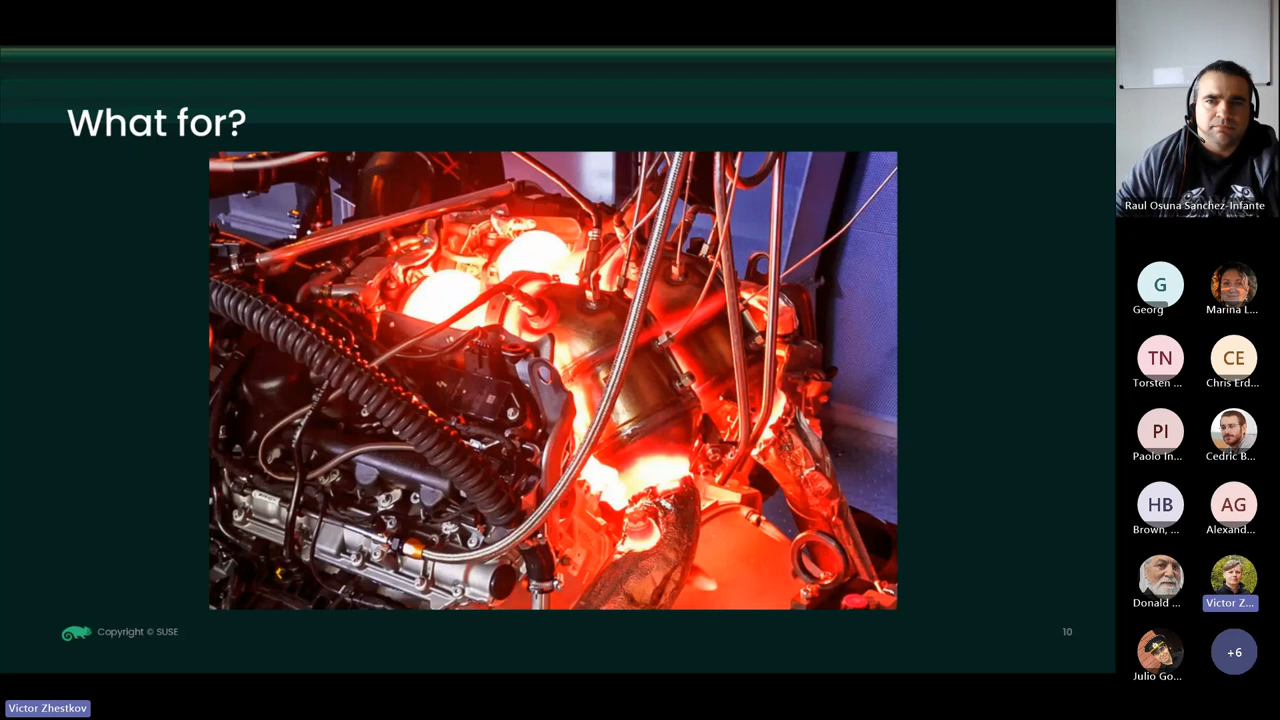 What for?
Copyright © SUSE
10
Victor Zhestkov
Raul Osuna Sanchez-Infante
G
Georg
Marina L...
TN
Torsten ...
CE
Chris Erd...
PI
Paolo In...
Cedric B...
HB
Brown, ...
AG
Alexand...
Donald ...
Victor Z...
Julio Go...
+6